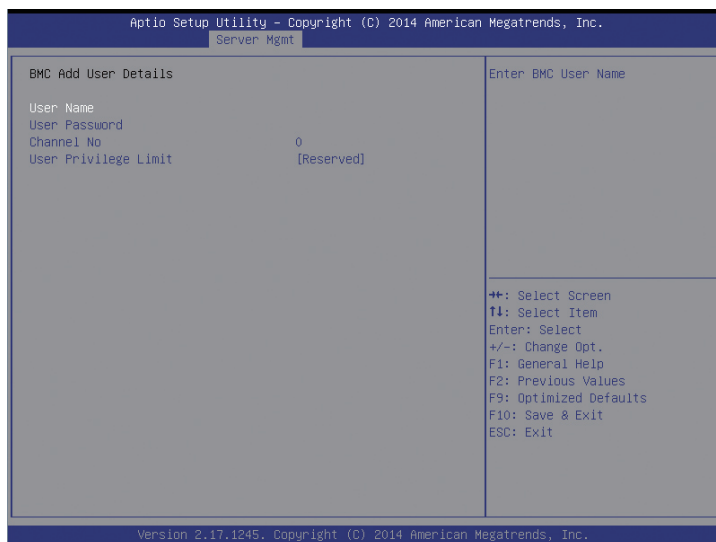 Aptio Setup Utility – Copyright (C) 2014 American Megatrends, Inc.
Server Mgmt
BMC Add User Details
User Name
User Password
Channel No 0
User Privilege Limit [Reserved]
Enter BMC User Name
→←: Select Screen
↑↓: Select Item
Enter: Select
+/-: Change Opt.
F1: General Help
F2: Previous Values
F9: Optimized Defaults
F10: Save & Exit
ESC: Exit
Version 2.17.1245. Copyright (C) 2014 American Megatrends, Inc.